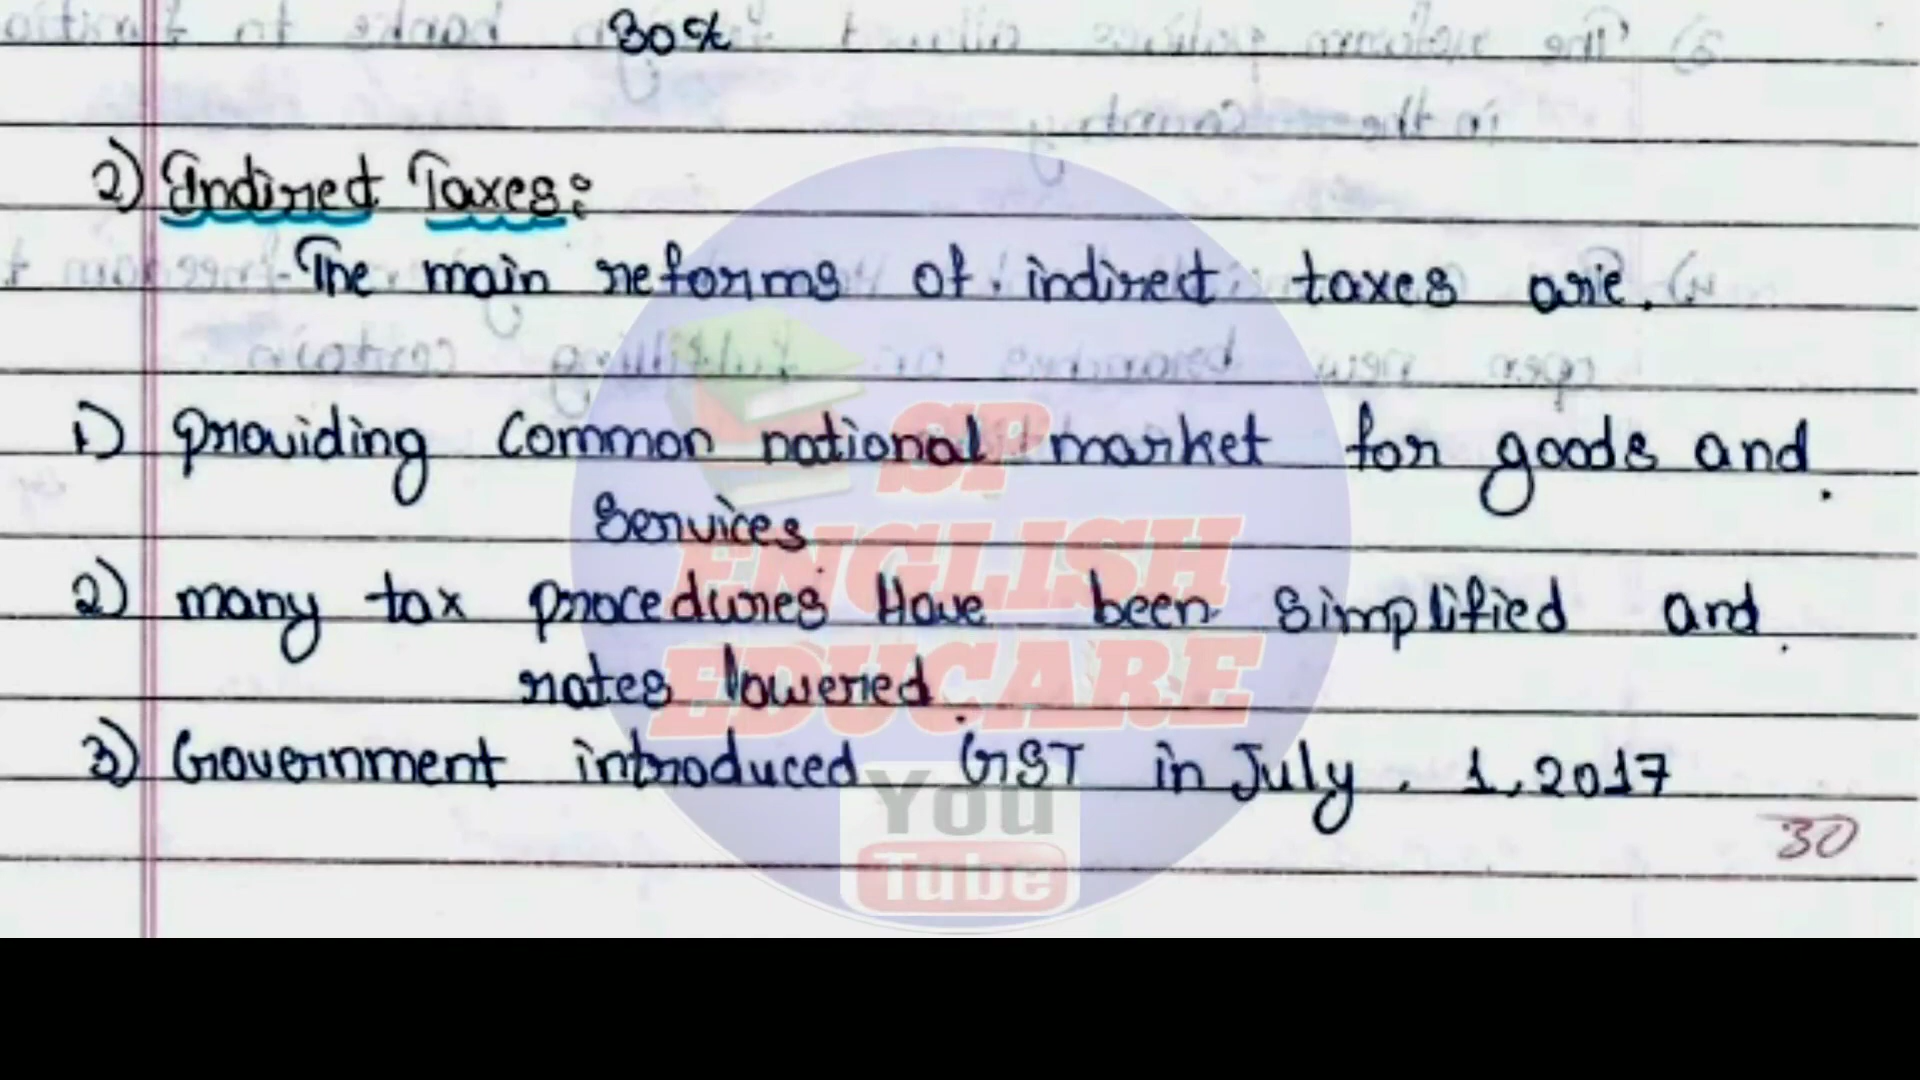 30%
2) Indirect Taxes:
The main reforms of indirect taxes are.
1) providing common national market for goods and
services
2) many tax procedures Have been simplified and
rates lowered.
3) Government introduced GST in July. 1, 2017
30
SP
ENGLISH
EDUCARE
You
Tube